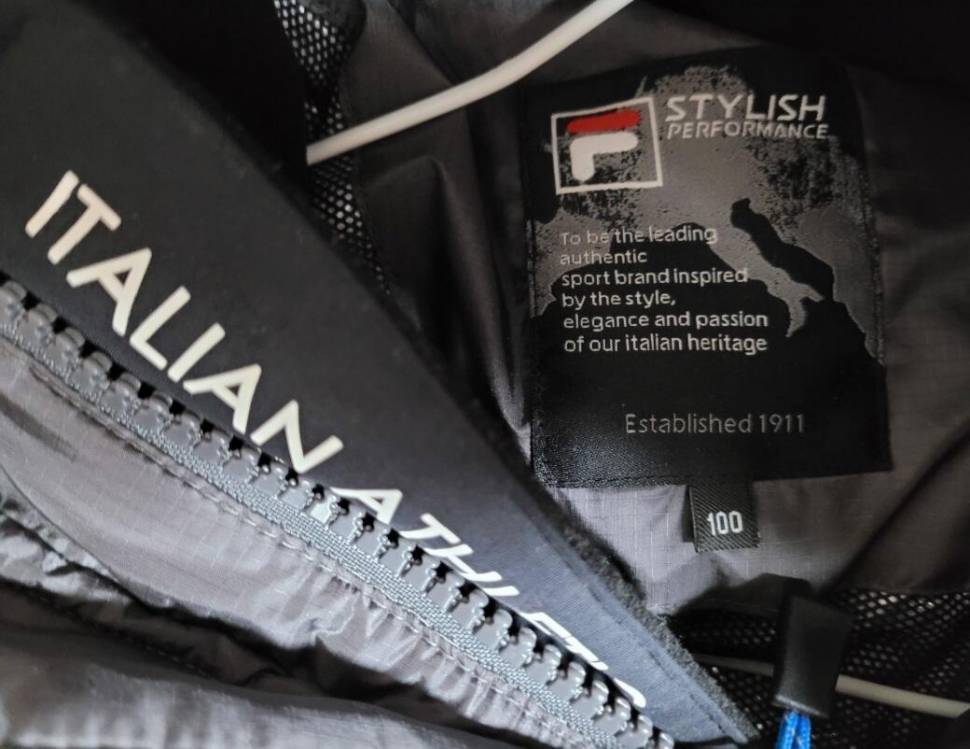 STYLISH
PERFORMANCE
To be the leading
authentic
sport brand inspired
by the style,
elegance and passion
of our italian heritage
Established 1911
100
ITALIAN ATHLETIC